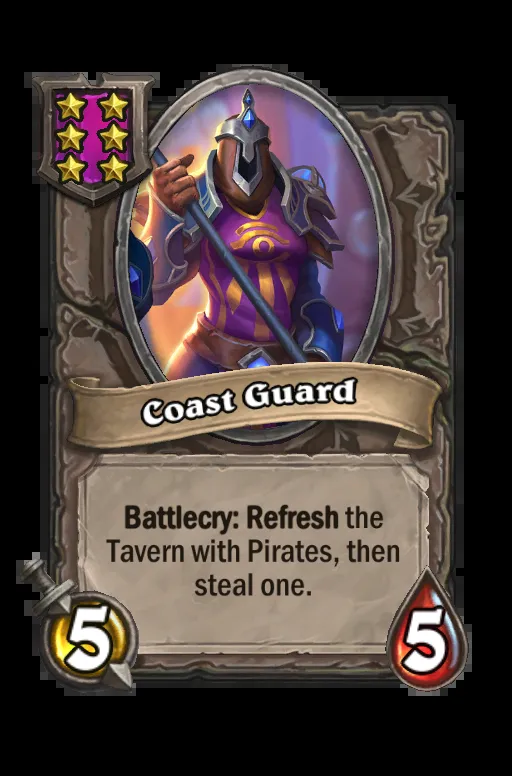 Coast Guard
Battlecry: Refresh the
Tavern with Pirates, then
steal one.
5
5